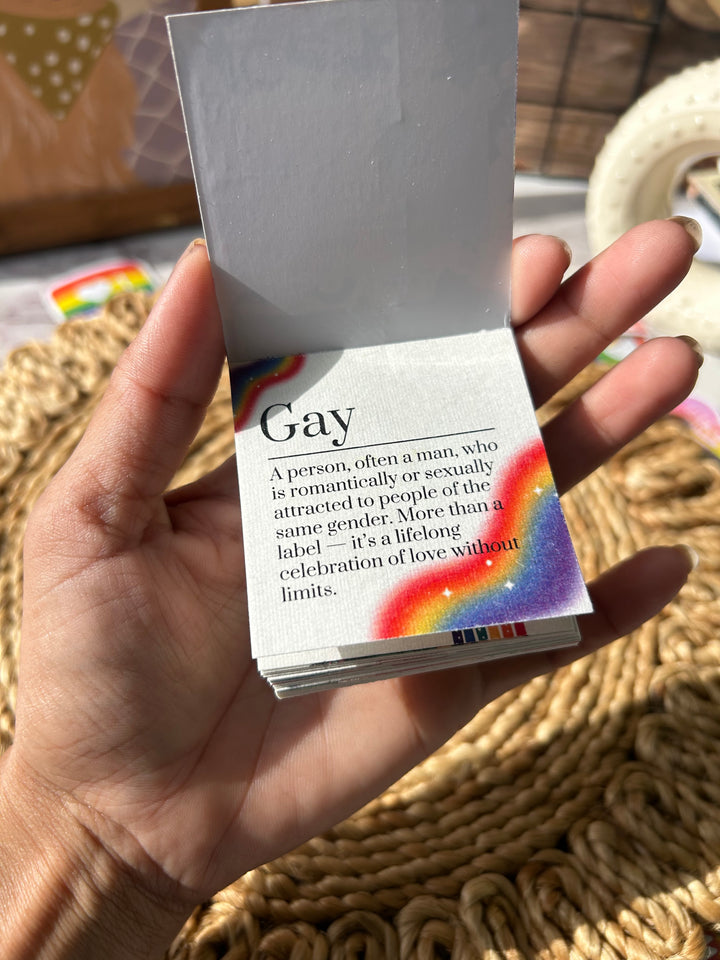 Gay
A person, often a man, who
is romantically or sexually
attracted to people of the
same gender. More than a
label — it's a lifelong
celebration of love without
limits.